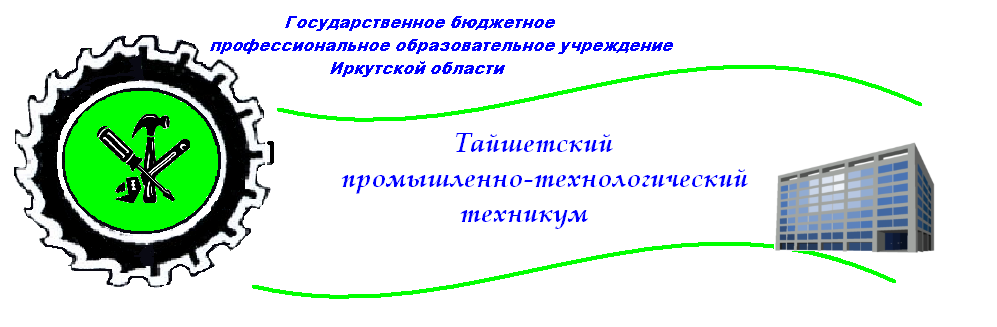 Государственное бюджетное
профессиональное образовательное учреждение
Иркутской области
Тайшетский
промышленно-технологический
техникум